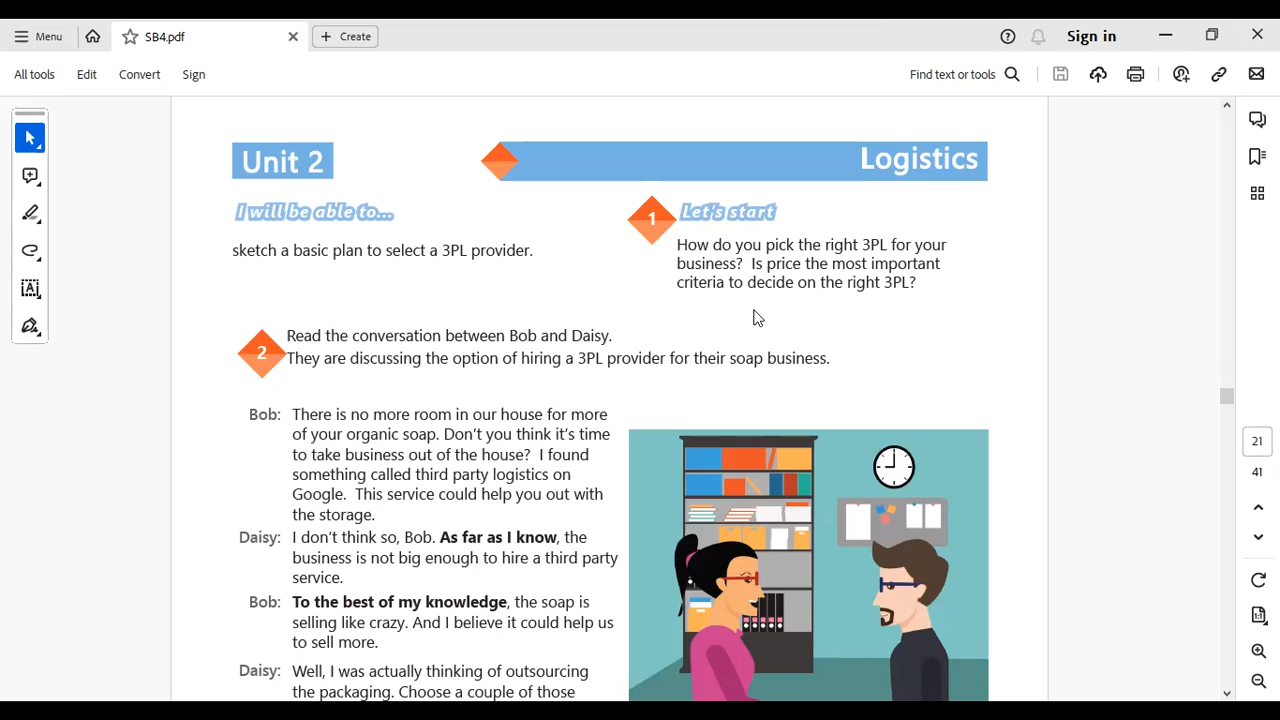 Menu
SB4.pdf
Create
Sign in
All tools
Edit
Convert
Sign
Find text or tools
Unit 2
Logistics
I will be able to...
sketch a basic plan to select a 3PL provider.
1
Let's start
How do you pick the right 3PL for your
business?  Is price the most important
criteria to decide on the right 3PL?
2
Read the conversation between Bob and Daisy.
They are discussing the option of hiring a 3PL provider for their soap business.
Bob: There is no more room in our house for more
of your organic soap. Don't you think it's time
to take business out of the house?  I found
something called third party logistics on
Google.  This service could help you out with
the storage.
Daisy: I don't think so, Bob. As far as I know, the
business is not big enough to hire a third party
service.
Bob: To the best of my knowledge, the soap is
selling like crazy. And I believe it could help us
to sell more.
Daisy: Well, I was actually thinking of outsourcing
the packaging. Choose a couple of those
21
41